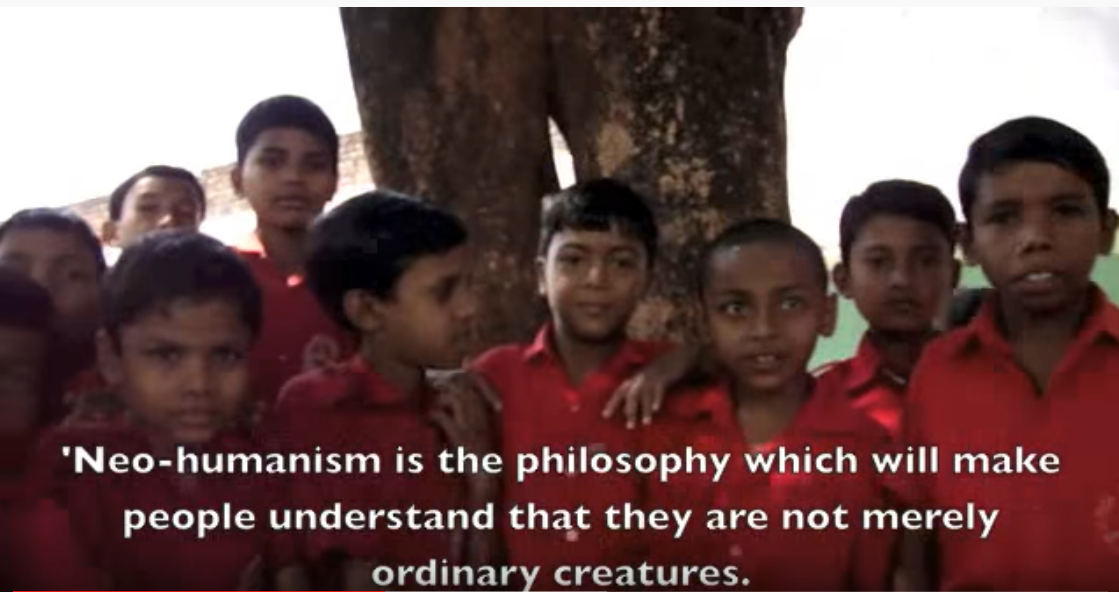 'Neo-humanism is the philosophy which will make
people understand that they are not merely
ordinary creatures.